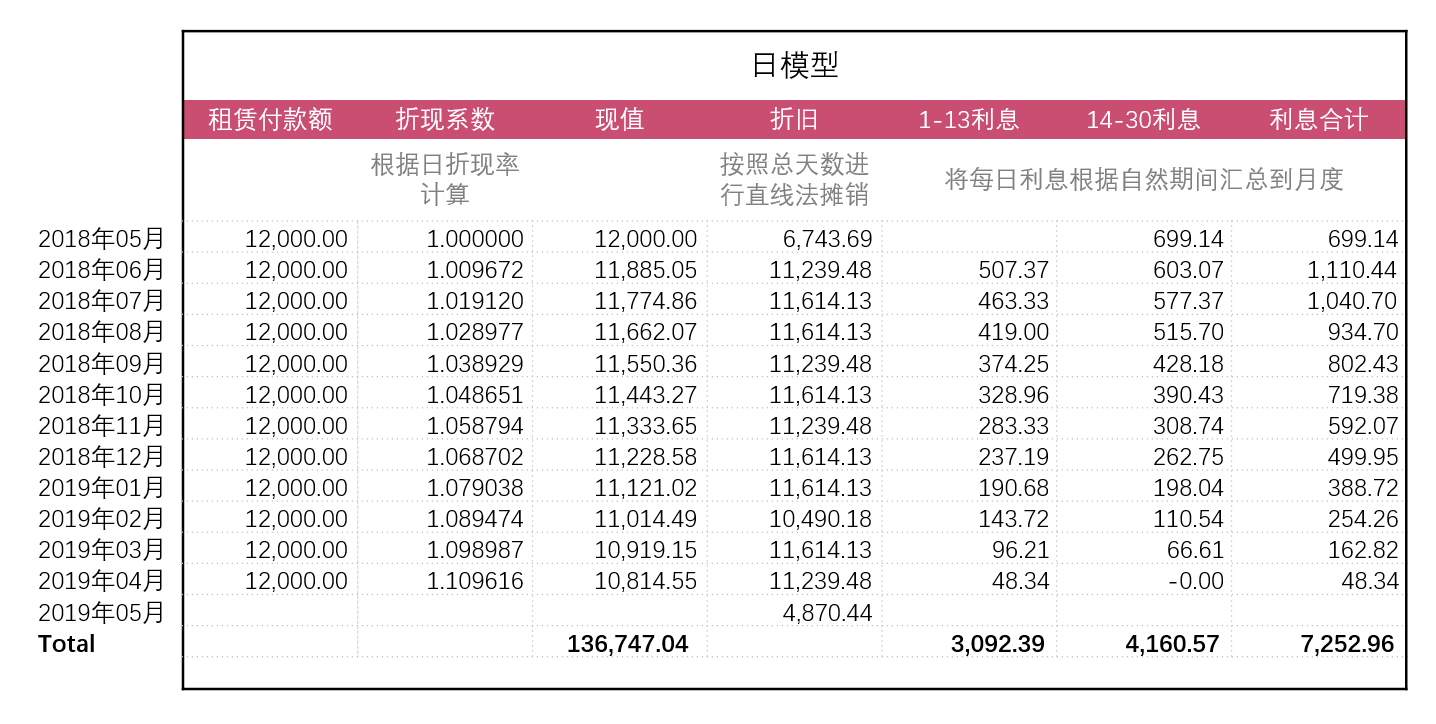 日模型
租赁付款额 折现系数 现值 折旧 1-13利息 14-30利息 利息合计
根据日折现率
计算
按照总天数进
行直线法摊销
将每日利息根据自然期间汇总到月度
2018年05月 12,000.00 1.000000 12,000.00 6,743.69 699.14 699.14
2018年06月 12,000.00 1.009672 11,885.05 11,239.48 507.37 603.07 1,110.44
2018年07月 12,000.00 1.019120 11,774.86 11,614.13 463.33 577.37 1,040.70
2018年08月 12,000.00 1.028977 11,662.07 11,614.13 419.00 515.70 934.70
2018年09月 12,000.00 1.038929 11,550.36 11,239.48 374.25 428.18 802.43
2018年10月 12,000.00 1.048651 11,443.27 11,614.13 328.96 390.43 719.38
2018年11月 12,000.00 1.058794 11,333.65 11,239.48 283.33 308.74 592.07
2018年12月 12,000.00 1.068702 11,228.58 11,614.13 237.19 262.75 499.95
2019年01月 12,000.00 1.079038 11,121.02 11,614.13 190.68 198.04 388.72
2019年02月 12,000.00 1.089474 11,014.49 10,490.18 143.72 110.54 254.26
2019年03月 12,000.00 1.098987 10,919.15 11,614.13 96.21 66.61 162.82
2019年04月 12,000.00 1.109616 10,814.55 11,239.48 48.34 -0.00 48.34
2019年05月 4,870.44
Total 136,747.04 3,092.39 4,160.57 7,252.96